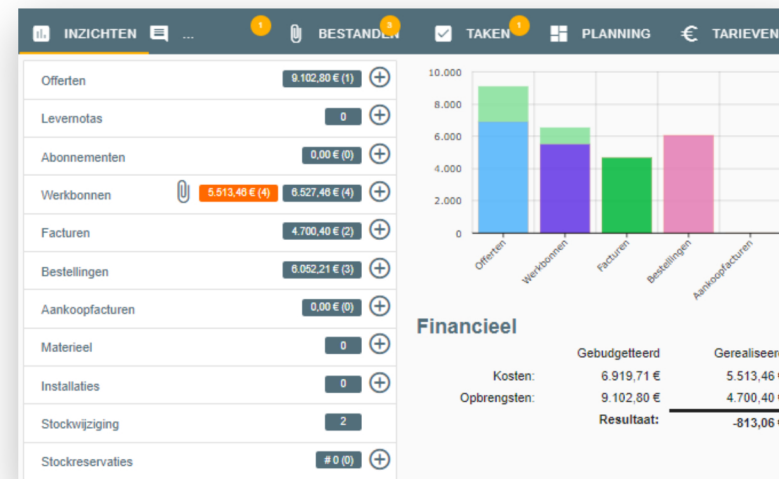 INZICHTEN ... 1 BESTANDEN 3 TAKEN 1 PLANNING € TARIEVEN
Offerten 9.102,80 € (1)
Levernotas 0
Abonnementen 0,00 € (0)
Werkbonnen 5.513,46 € (4) 6.527,46 € (4)
Facturen 4.700,40 € (2)
Bestellingen 6.052,21 € (3)
Aankoopfacturen 0,00 € (0)
Materieel 0
Installaties 0
Stockwijziging 2
Stockreservaties # 0 (0)
10.000
8.000
6.000
4.000
2.000
0
Offerten Werkbonnen Facturen Bestellingen Aankoopfacturen
Financieel
Gebudgetteerd Gerealiseerd
Kosten: 6.919,71 € 5.513,46 €
Opbrengsten: 9.102,80 € 4.700,40 €
Resultaat: -813,06 €